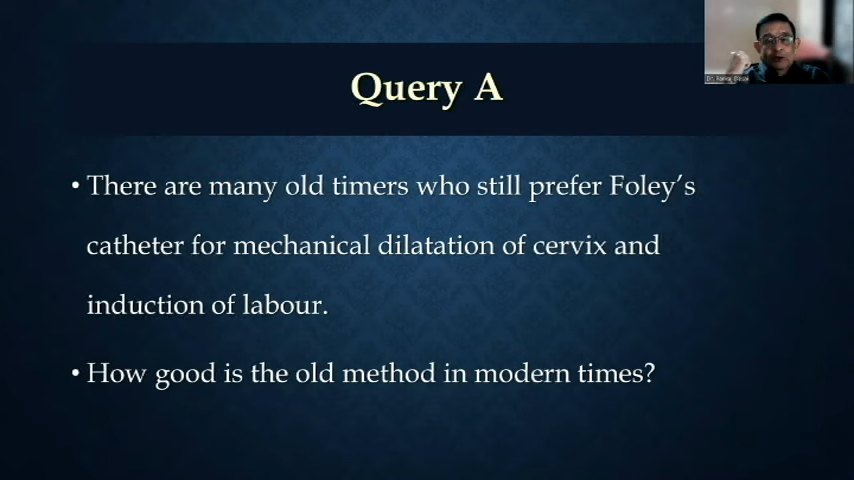 Query A
• There are many old timers who still prefer Foley’s
catheter for mechanical dilatation of cervix and
induction of labour.
• How good is the old method in modern times?